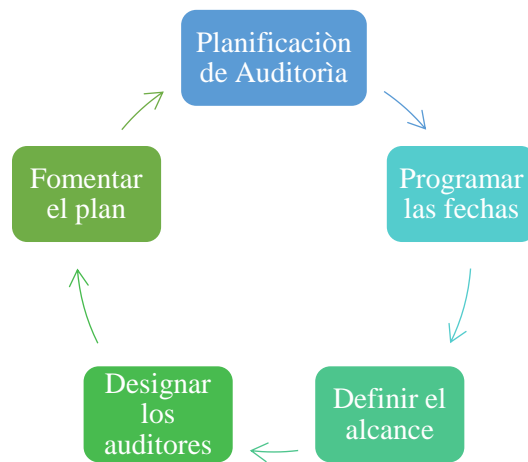 Planificaciòn
de Auditorìa
Programar
las fechas
Definir el
alcance
Designar
los
auditores
Fomentar
el plan